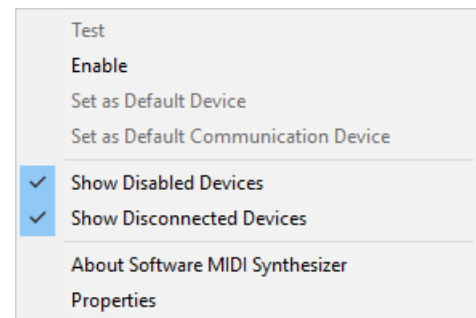 Test
Enable
Set as Default Device
Set as Default Communication Device
Show Disabled Devices
Show Disconnected Devices
About Software MIDI Synthesizer
Properties